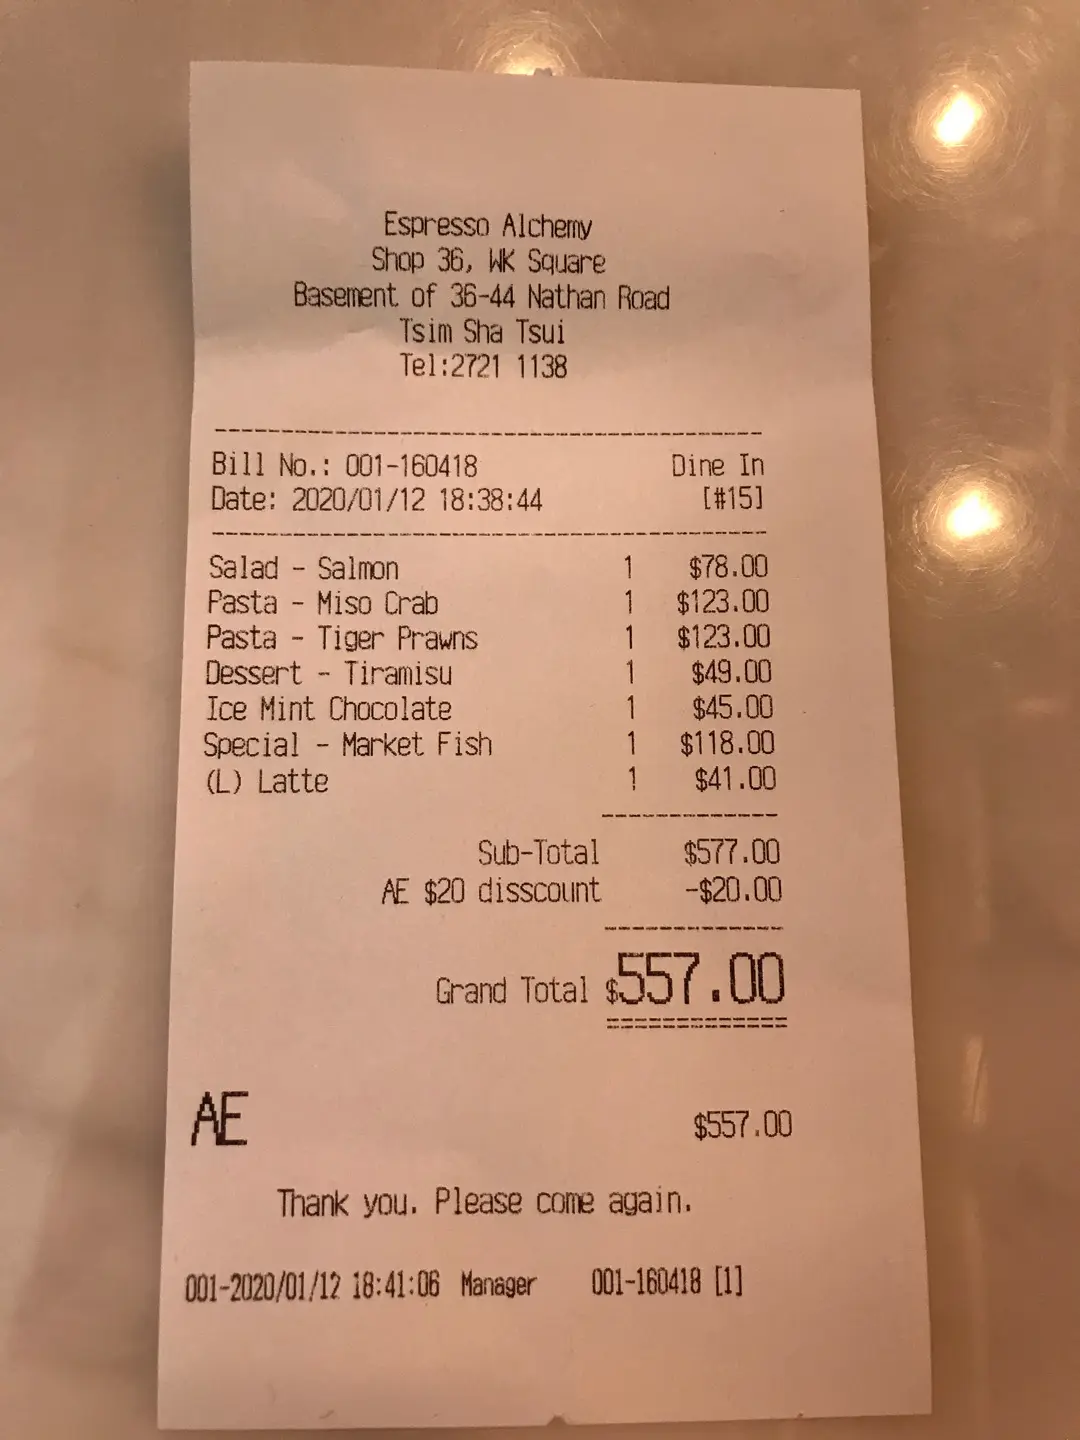 Espresso Alchemy
Shop 36, WK Square
Basement of 36-44 Nathan Road
Tsim Sha Tsui
Tel:2721 1138
Bill No.: 001-160418 Dine In
Date: 2020/01/12 18:38:44 [#15]
Salad - Salmon 1 $78.00
Pasta - Miso Crab 1 $123.00
Pasta - Tiger Prawns 1 $123.00
Dessert - Tiramisu 1 $49.00
Ice Mint Chocolate 1 $45.00
Special - Market Fish 1 $118.00
(L) Latte 1 $41.00
Sub-Total $577.00
AE $20 disscount -$20.00
Grand Total $557.00
AE $557.00
Thank you. Please come again.
001-2020/01/12 18:41:06 Manager 001-160418 [1]